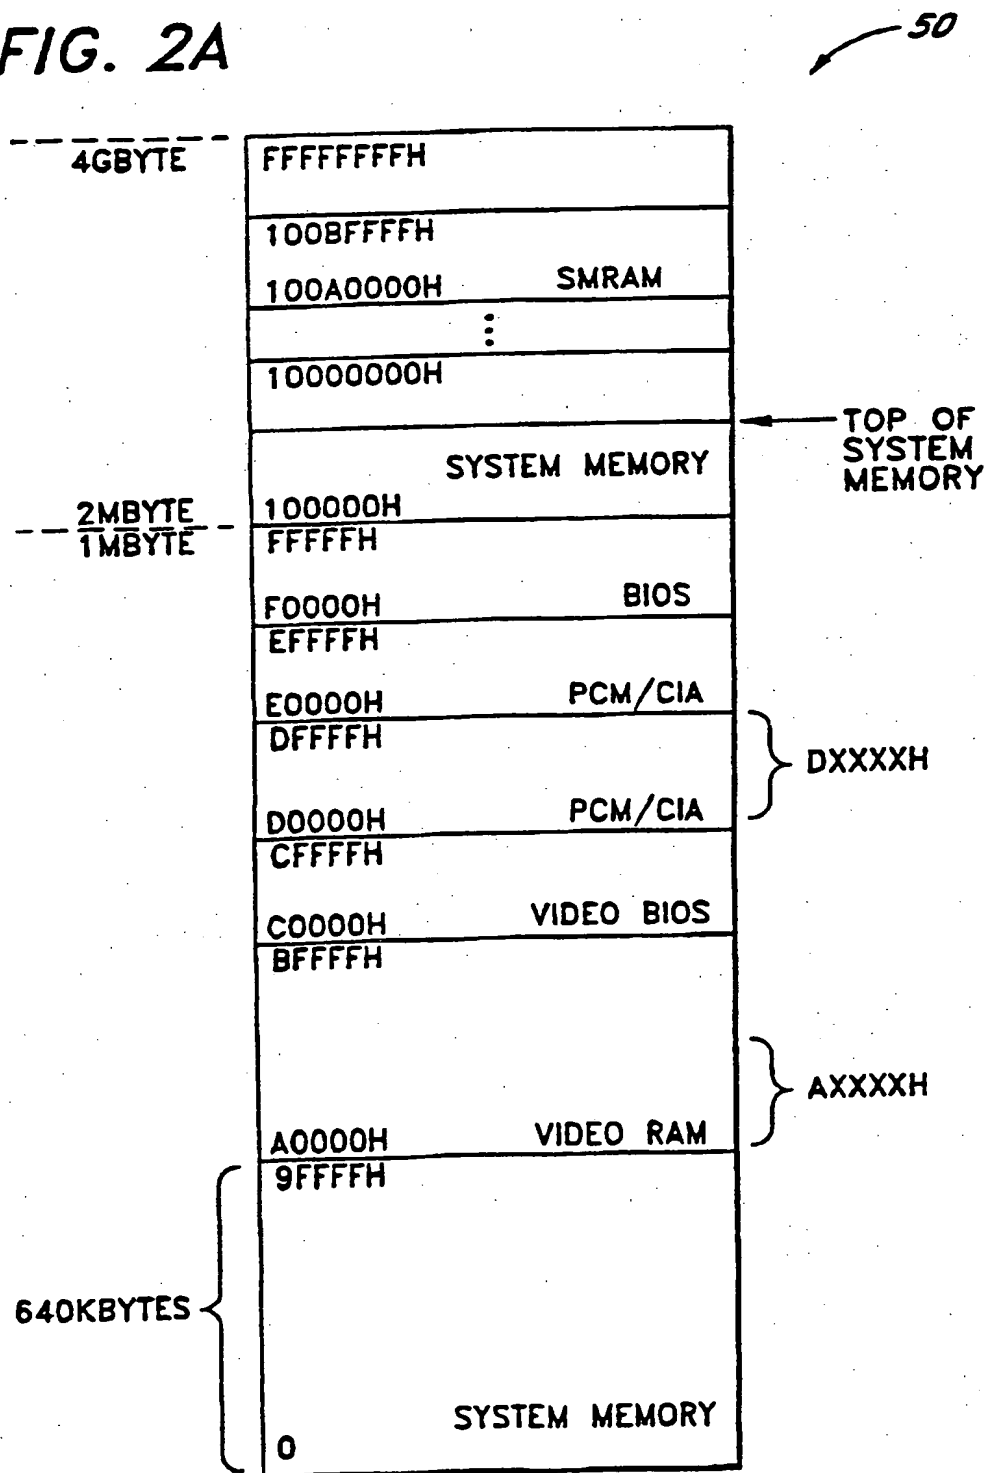 FIG. 2A
50
4GBYTE
FFFFFFFFH
100BFFFFH
100A0000H SMRAM
10000000H
TOP OF
SYSTEM
MEMORY
SYSTEM MEMORY
2MBYTE 100000H
1MBYTE FFFFFH
F0000H BIOS
EFFFFH
E0000H PCM/CIA
DFFFFH
DXXXXH
D0000H PCM/CIA
CFFFFH
C0000H VIDEO BIOS
BFFFFH
AXXXXH
A0000H VIDEO RAM
9FFFFH
640KBYTES
SYSTEM MEMORY
0